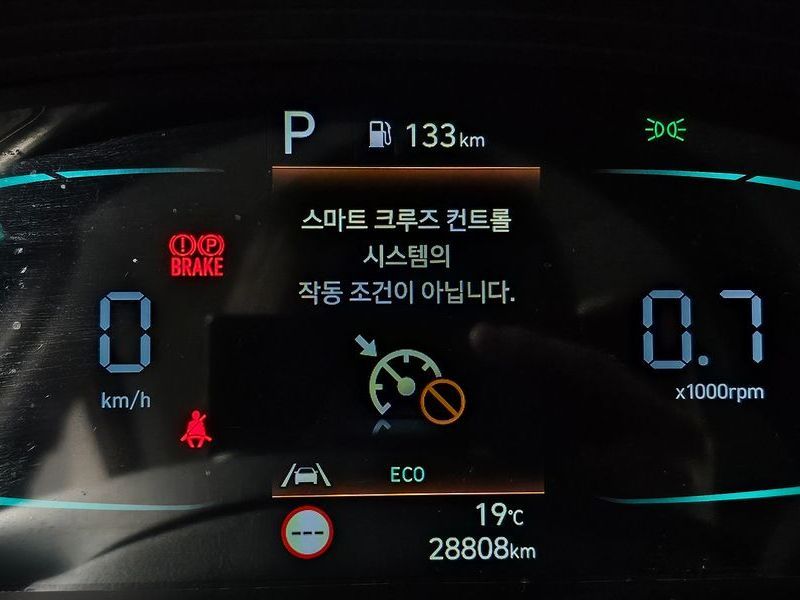 P 133km
스마트 크루즈 컨트롤
시스템의
작동 조건이 아닙니다.
(!) (P)
BRAKE
0 0.7
km/h x1000rpm
ECO
---
19℃
28808km